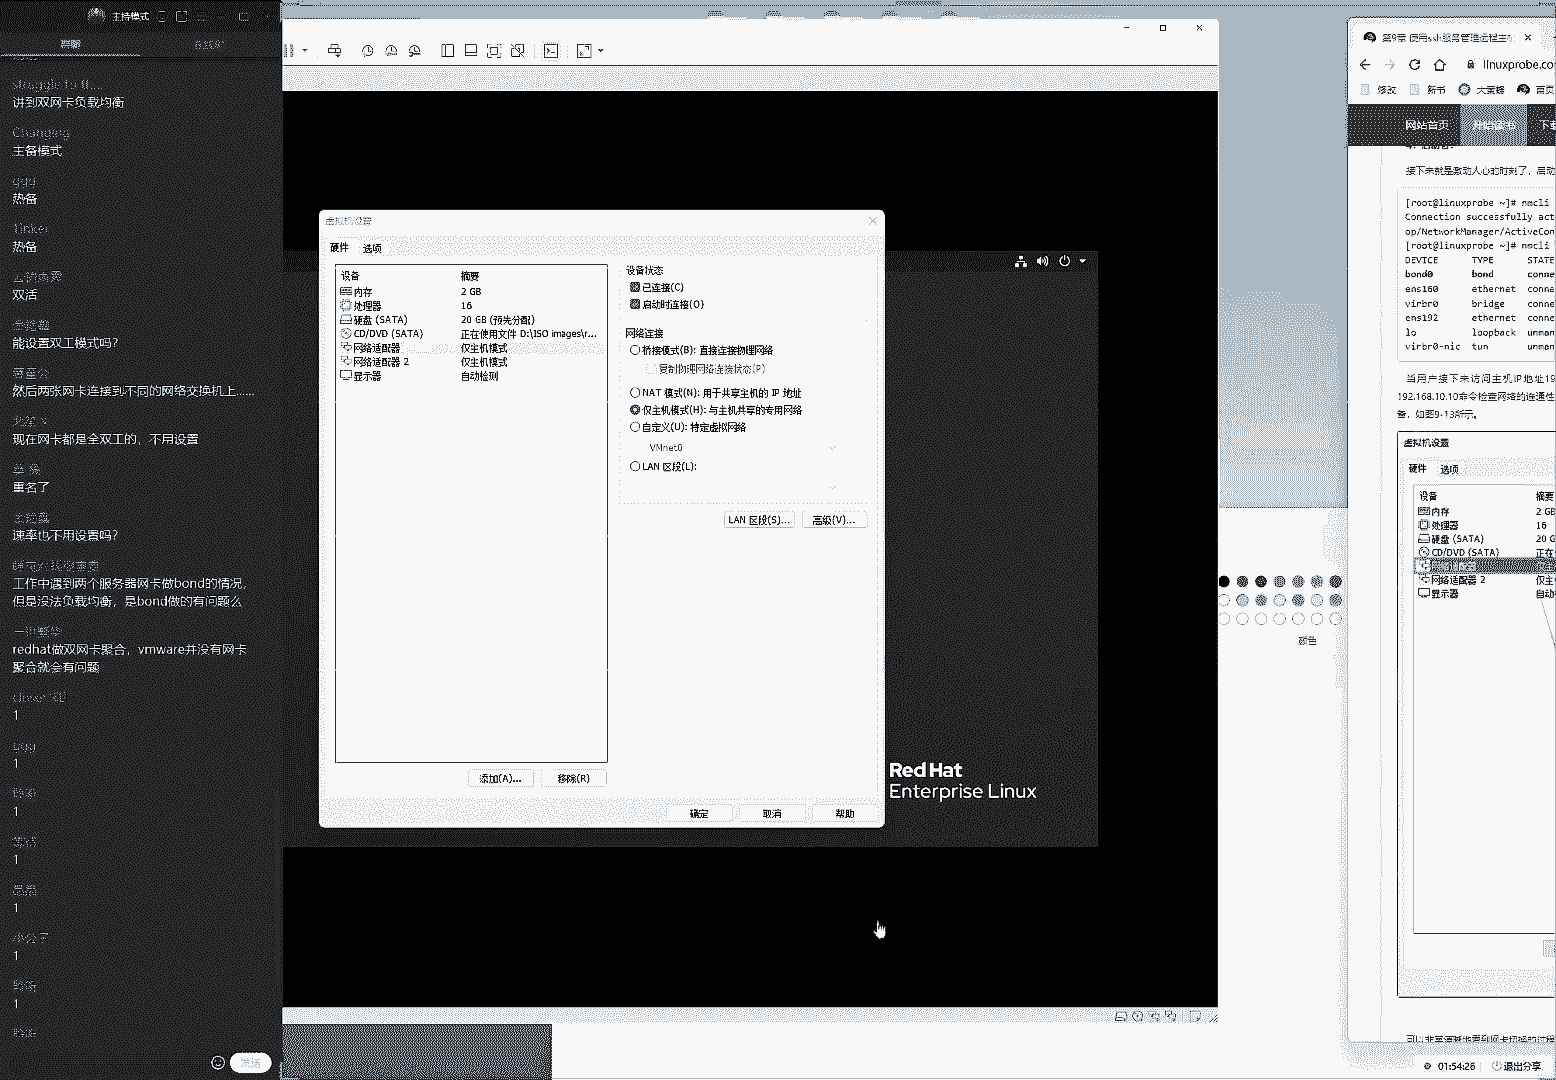 主持模式
群聊
struggle to tl...
讲到双网卡负载均衡
Changing
主备模式
qqq
热备
Tinker
热备
双活
能设置双工模式吗?
然后两张网卡连接到不同的网络交换机上......
现在网卡都是全双工的，不用设置
重名了
速率也不用设置吗?
工作中遇到两个服务器网卡做bond的情况，
但是没法负载均衡，是bond做的有问题么
redhat做双网卡聚合，vmware并没有网卡
聚合就会有问题
1
1
1
1
1
1
1
发送
虚拟机设置
硬件 选项
设备 摘要
内存 2 GB
处理器 16
硬盘 (SATA) 20 GB (预先分配)
CD/DVD (SATA) 正在使用文件 D:\ISO images\r...
网络适配器 仅主机模式
网络适配器 2 仅主机模式
显示器 自动检测
添加(A)... 移除(R)
设备状态
已连接(C)
启动时连接(O)
网络连接
桥接模式(B): 直接连接物理网络
复制物理网络连接状态(P)
NAT 模式(N): 用于共享主机的 IP 地址
仅主机模式(H): 与主机共享的专用网络
自定义(U): 特定虚拟网络
VMnet0
LAN 区段(L):
LAN 区段(S)... 高级(V)...
确定 取消 帮助
Red Hat
Enterprise Linux
颜色
第9章 使用ssh服务管理远程主
linuxprobe.co
修改 新书 大黄蜂 首页
网站首页 开始读书 下
接下来就是激动人心的时刻了，启动
[root@linuxprobe ~]# nmcli
Connection successfully act
op/NetworkManager/ActiveCon
[root@linuxprobe ~]# nmcli
DEVICE TYPE STATE
bond0 bond conne
ens160 ethernet conne
virbr0 bridge conne
ens192 ethernet conne
lo loopback unman
virbr0-nic tun unman
当用户接下来访问主机IP地址19
192.168.10.10命令检查网络的连通性
备，如图9-13所示。
虚拟机设置
硬件 选项
设备 摘要
内存 2 GB
处理器 16
硬盘 (SATA) 20 G
CD/DVD (SATA) 正在
网络适配器 仅主
网络适配器 2 仅主
显示器 自动
可以非常清晰地看到网卡切换的过程
01:54:26 退出分享